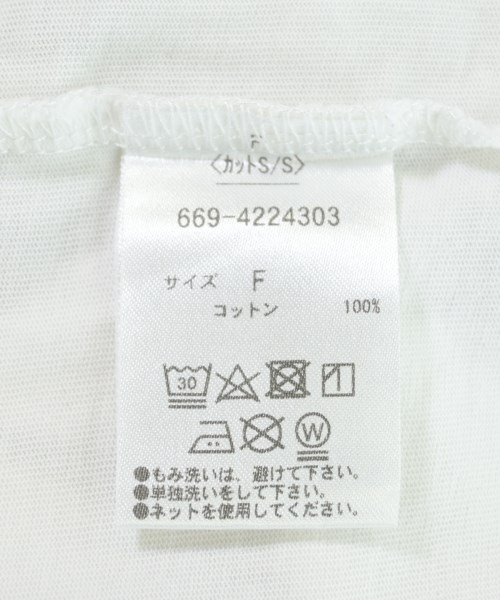 〈カットS/S〉
669-4224303
サイズ F
コットン 100%
30
W
●もみ洗いは、避けて下さい。
●単独洗いをして下さい。
●ネットを使用してください。